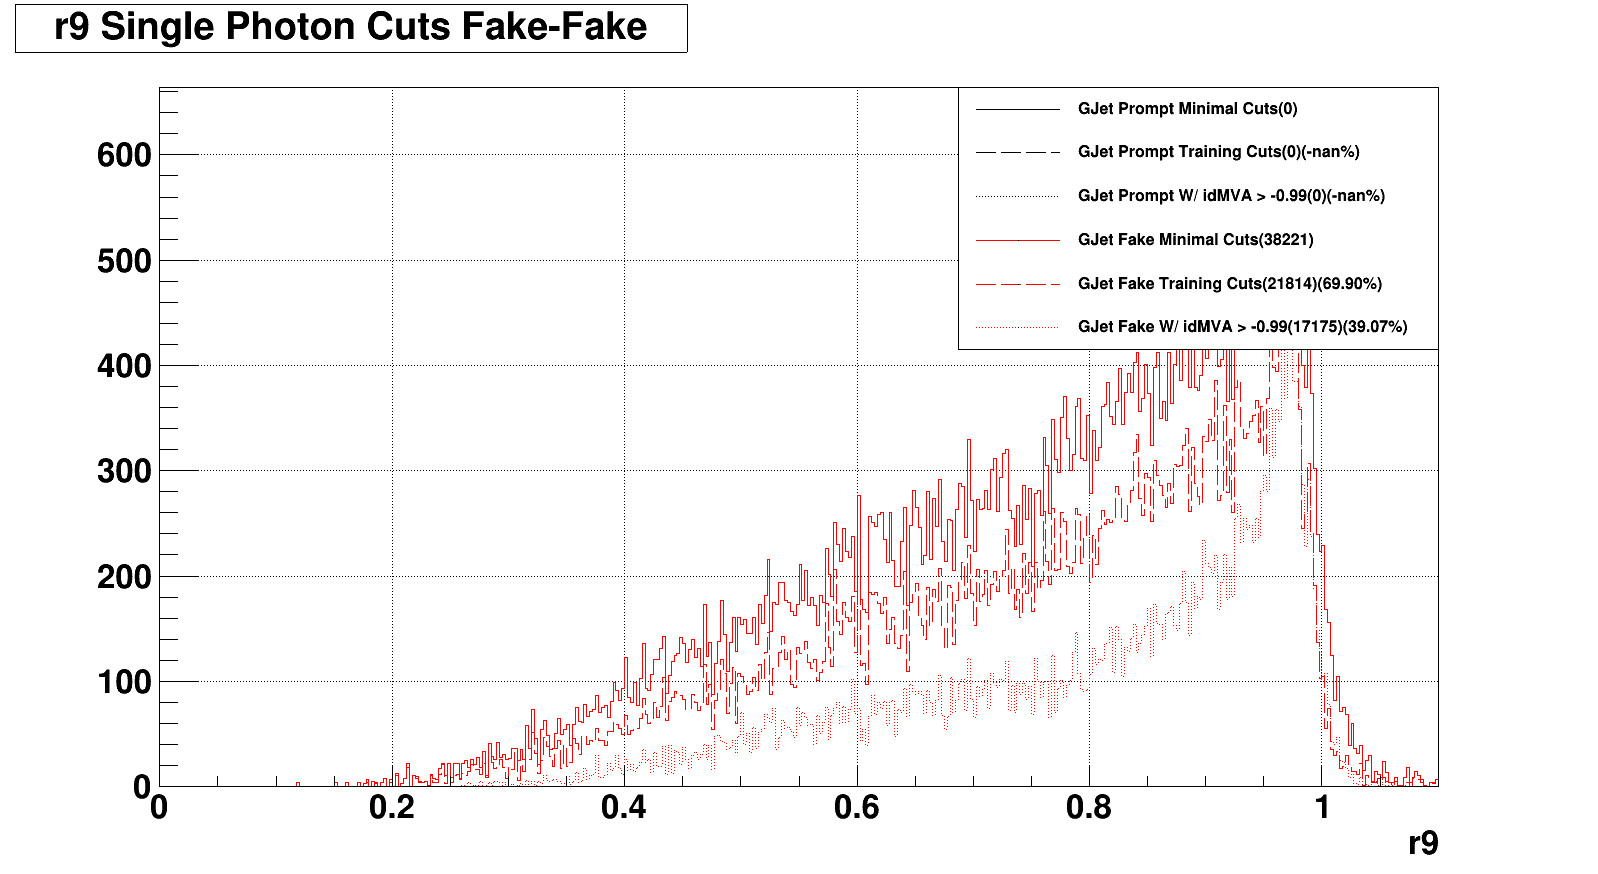 r9 Single Photon Cuts Fake-Fake
GJet Prompt Minimal Cuts(0)
GJet Prompt Training Cuts(0)(-nan%)
GJet Prompt W/ idMVA > -0.99(0)(-nan%)
GJet Fake Minimal Cuts(38221)
GJet Fake Training Cuts(21814)(69.90%)
GJet Fake W/ idMVA > -0.99(17175)(39.07%)
600
500
400
300
200
100
0
0 0.2 0.4 0.6 0.8 1
r9